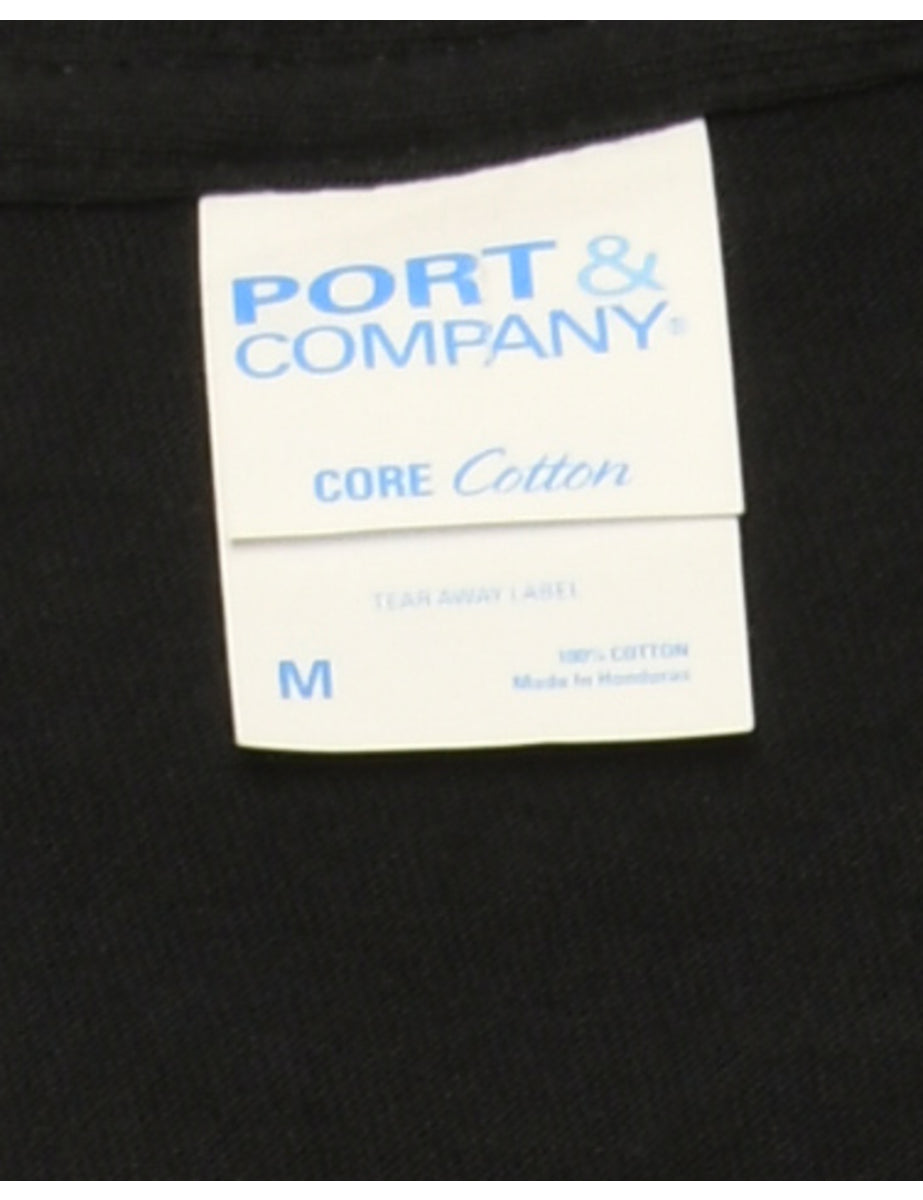 PORT &
COMPANY®
CORE Cotton
TEAR AWAY LABEL
M
100% COTTON
Made In Honduras